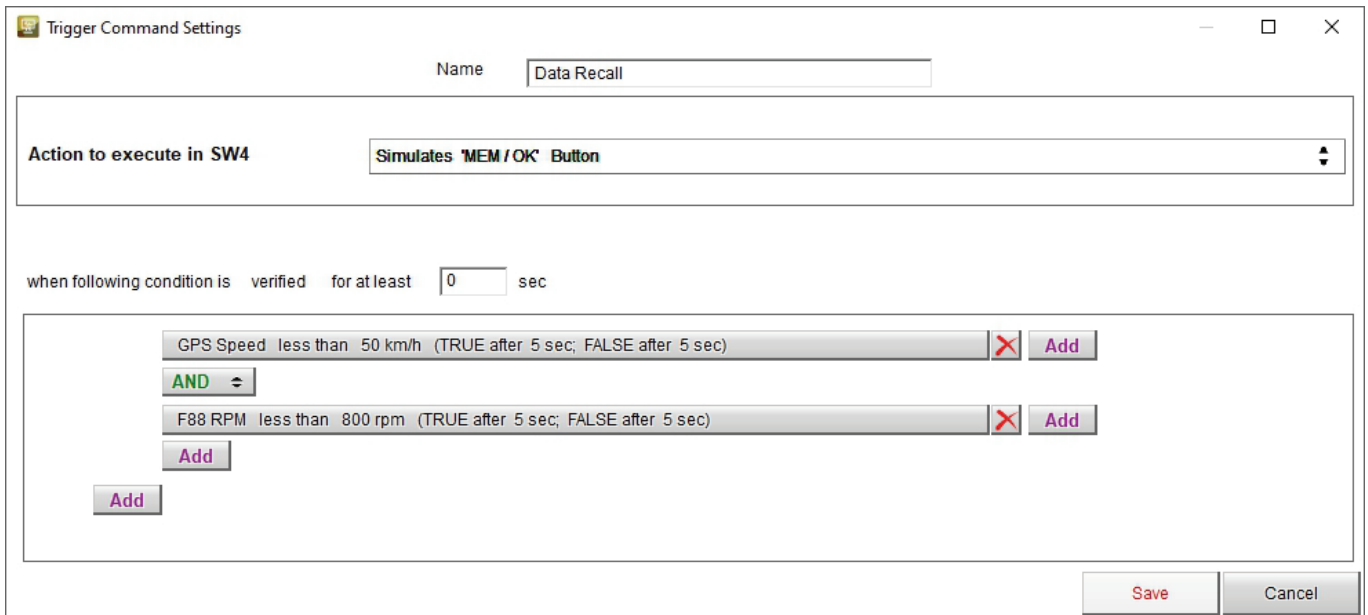 Trigger Command Settings
Name Data Recall
Action to execute in SW4 Simulates 'MEM / OK' Button
when following condition is verified for at least 0 sec
GPS Speed less than 50 km/h (TRUE after 5 sec; FALSE after 5 sec) Add
AND
F88 RPM less than 800 rpm (TRUE after 5 sec; FALSE after 5 sec) Add
Add
Add
Save Cancel